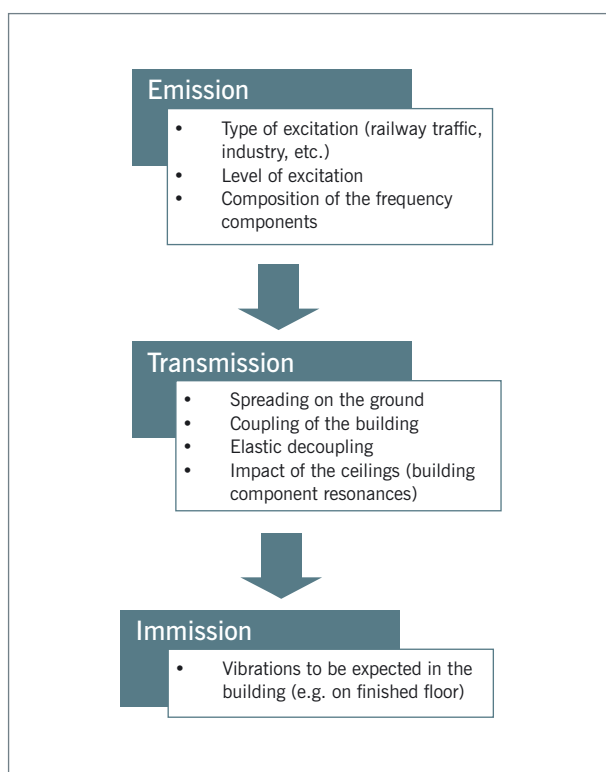 Emission
• Type of excitation (railway traffic,
industry, etc.)
• Level of excitation
• Composition of the frequency
components
Transmission
• Spreading on the ground
• Coupling of the building
• Elastic decoupling
• Impact of the ceilings (building
component resonances)
Immission
• Vibrations to be expected in the
building (e.g. on finished floor)